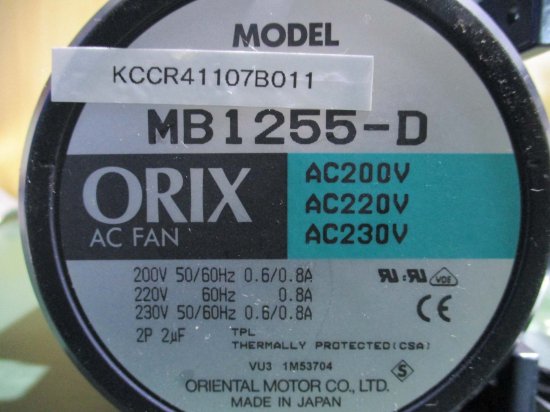 MODEL
KCCR41107B011
MB1255-D
ORIX
AC FAN
AC200V
AC220V
AC230V
200V 50/60Hz 0.6/0.8A
220V 60Hz 0.8A
230V 50/60Hz 0.6/0.8A
2P 2μF
TPL
THERMALLY PROTECTED(CSA)
VDE
CE
VU3 1M53704
S
ORIENTAL MOTOR CO., LTD.
MADE IN JAPAN